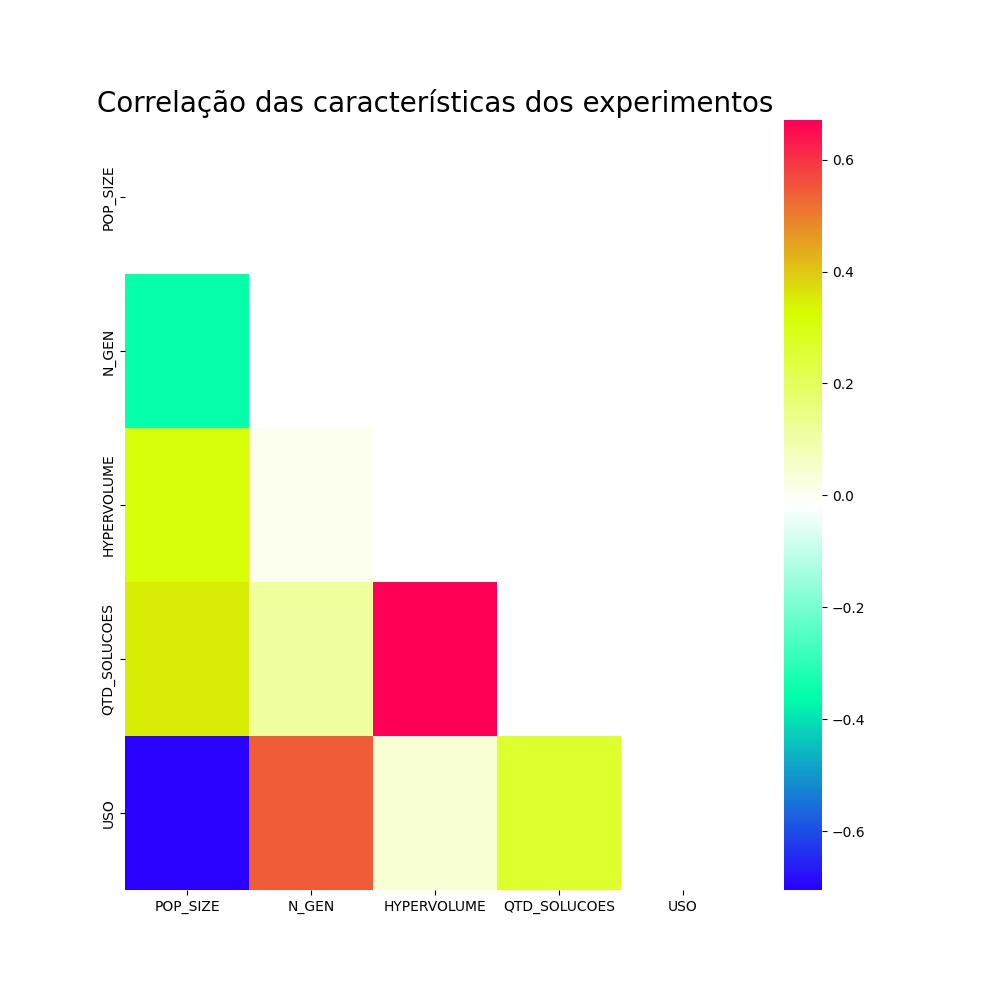 Correlação das características dos experimentos
POP_SIZE
N_GEN
HYPERVOLUME
QTD_SOLUCOES
USO
POP_SIZE
N_GEN
HYPERVOLUME
QTD_SOLUCOES
USO
0.6
0.4
0.2
0.0
−0.2
−0.4
−0.6